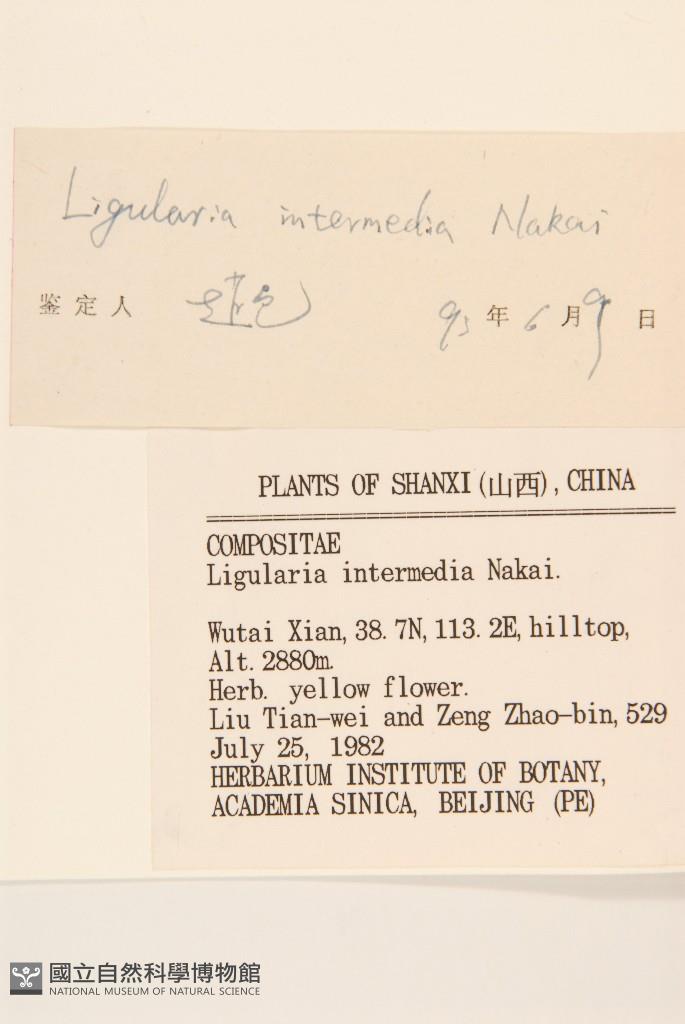 Ligularia intermedia Nakai
鉴定人 93年6月9日
PLANTS OF SHANXI (山西), CHINA
COMPOSITAE
Ligularia intermedia Nakai.
Wutai Xian, 38. 7N, 113. 2E, hilltop,
Alt. 2880m.
Herb. yellow flower.
Liu Tian-wei and Zeng Zhao-bin, 529
July 25, 1982
HERBARIUM INSTITUTE OF BOTANY,
ACADEMIA SINICA, BEIJING (PE)
國立自然科學博物館
NATIONAL MUSEUM OF NATURAL SCIENCE